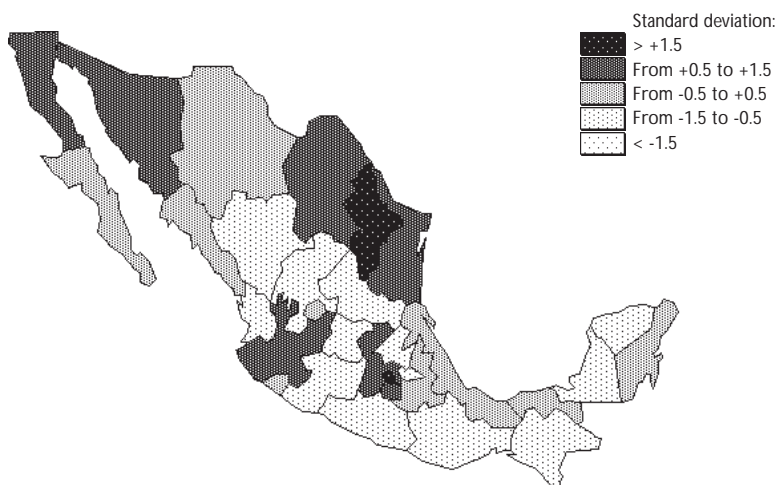 Standard deviation:
> +1.5
From +0.5 to +1.5
From -0.5 to +0.5
From -1.5 to -0.5
< -1.5